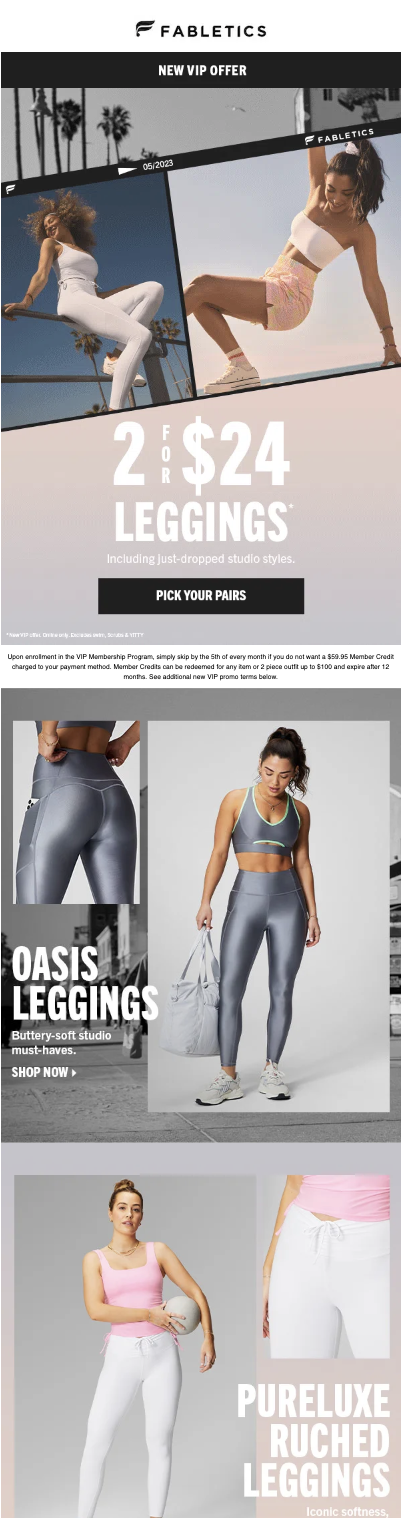 FABLETICS
NEW VIP OFFER
FABLETICS
05/2023
2 FOR $24
LEGGINGS*
Including just-dropped studio styles.
PICK YOUR PAIRS
*New VIP offer. Online only. Excludes swim, Scrubs & YITTY
Upon enrollment in the VIP Membership Program, simply skip by the 5th of every month if you do not want a $59.95 Member Credit
charged to your payment method. Member Credits can be redeemed for any item or 2 piece outfit up to $100 and expire after 12
months. See additional new VIP promo terms below.
OASIS
LEGGINGS
Buttery-soft studio
must-haves.
SHOP NOW
PURELUXE
RUCHED
LEGGINGS
Iconic softness,